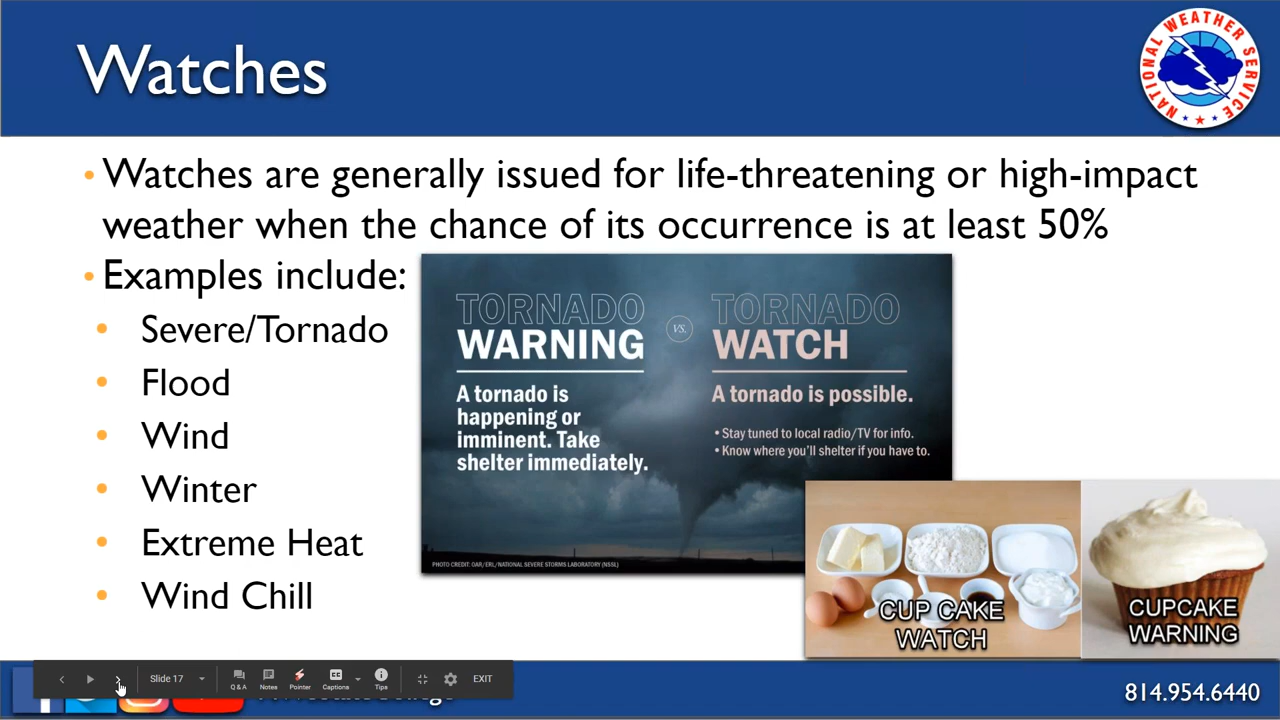 Watches
NATIONAL WEATHER SERVICE
• Watches are generally issued for life-threatening or high-impact
weather when the chance of its occurrence is at least 50%
• Examples include:
• Severe/Tornado
• Flood
• Wind
• Winter
• Extreme Heat
• Wind Chill
TORNADO
WARNING
A tornado is
happening or
imminent. Take
shelter immediately.
VS.
TORNADO
WATCH
A tornado is possible.
• Stay tuned to local radio/TV for info.
• Know where you'll shelter if you have to.
PHOTO CREDIT: OAR/ERL/NATIONAL SEVERE STORMS LABORATORY (NSSL)
CUP CAKE
WATCH
CUPCAKE
WARNING
Slide 17
Q & A
Notes
Pointer
Captions
Tips
EXIT
814.954.6440